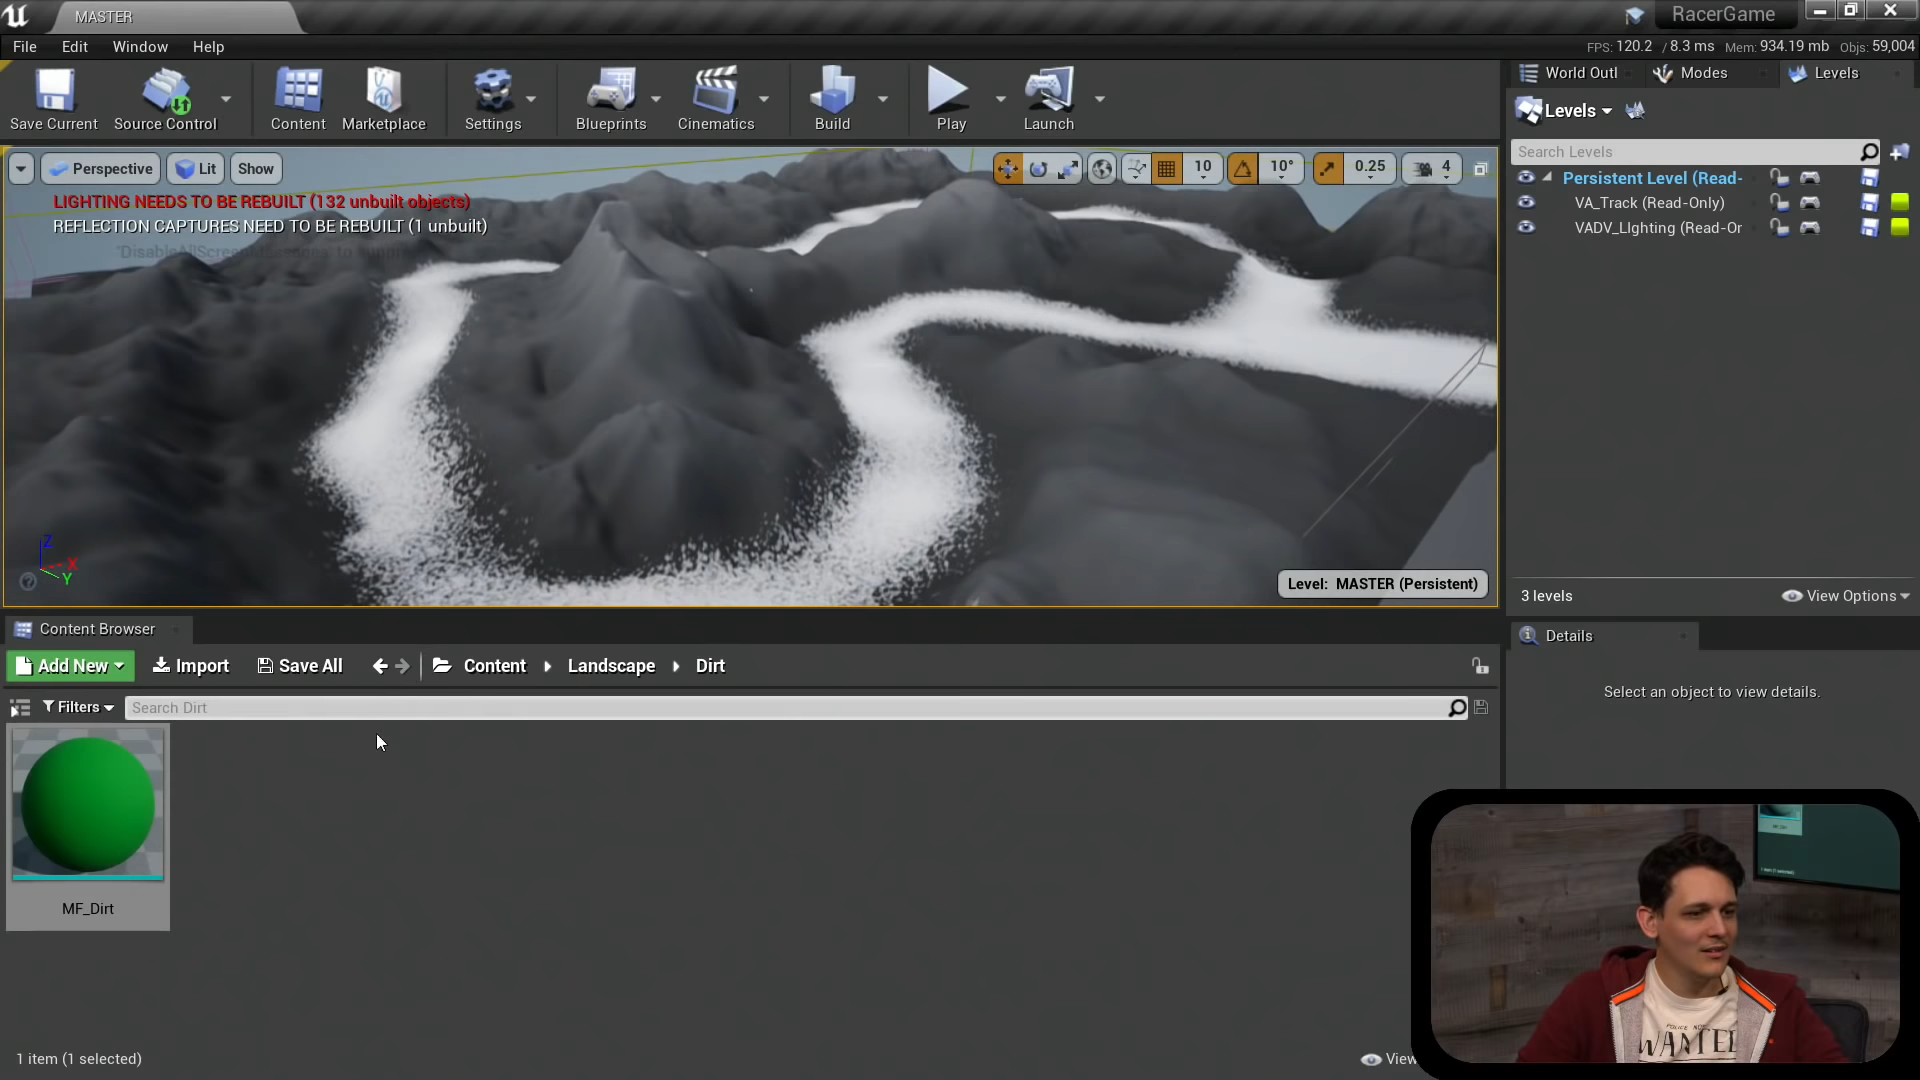 MASTER
RacerGame
File Edit Window Help
FPS: 120.2 / 8.3 ms Mem: 934.19 mb Objs: 59,004
Save Current Source Control Content Marketplace Settings Blueprints Cinematics Build Play Launch
World Outl Modes Levels
Levels
Search Levels
Persistent Level (Read-
VA_Track (Read-Only)
VADV_LIghting (Read-Or
3 levels View Options
Perspective Lit Show 10 10° 0.25 4
LIGHTING NEEDS TO BE REBUILT (132 unbuilt objects)
REFLECTION CAPTURES NEED TO BE REBUILT (1 unbuilt)
Z
X
Y
Level: MASTER (Persistent)
Content Browser
Add New Import Save All Content Landscape Dirt
Filters Search Dirt
MF_Dirt
1 item (1 selected) View
Details
Select an object to view details.
WANTED